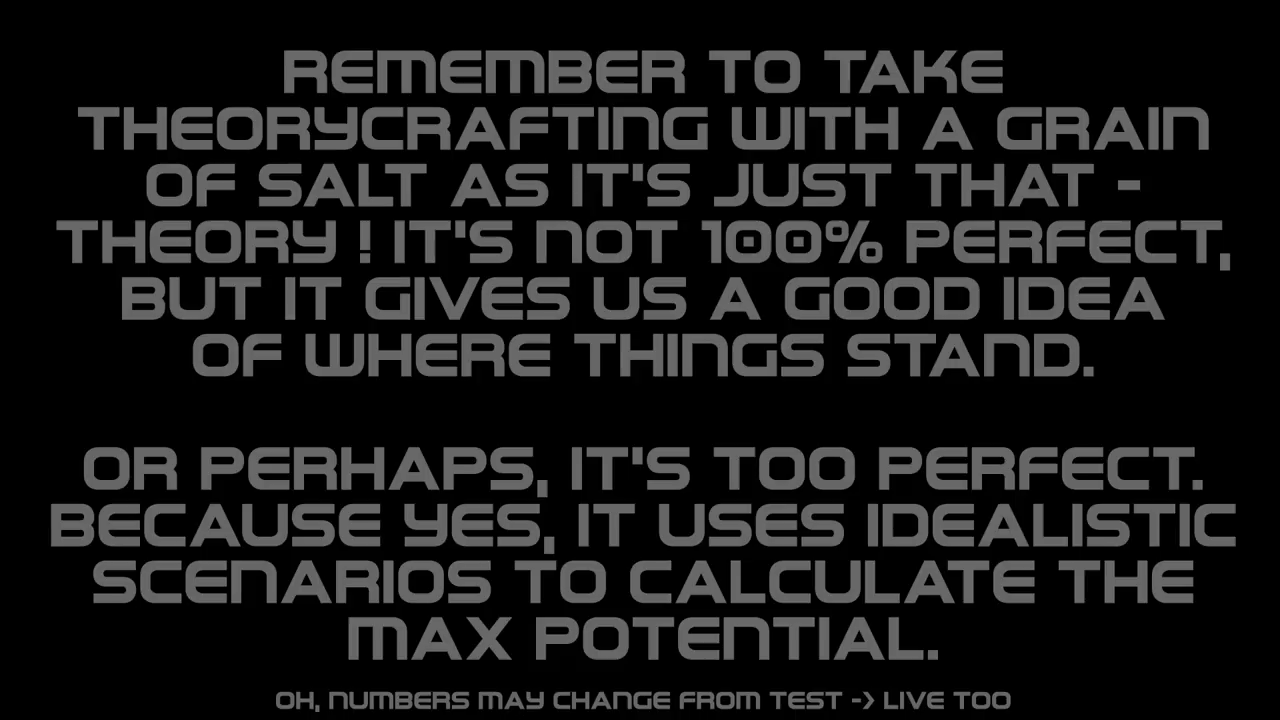 REMEMBER TO TAKE
THEORYCRAFTING WITH A GRAIN
OF SALT AS IT'S JUST THAT -
THEORY ! IT'S NOT 100% PERFECT,
BUT IT GIVES US A GOOD IDEA
OF WHERE THINGS STAND.
OR PERHAPS, IT'S TOO PERFECT.
BECAUSE YES, IT USES IDEALISTIC
SCENARIOS TO CALCULATE THE
MAX POTENTIAL.
OH, NUMBERS MAY CHANGE FROM TEST -> LIVE TOO